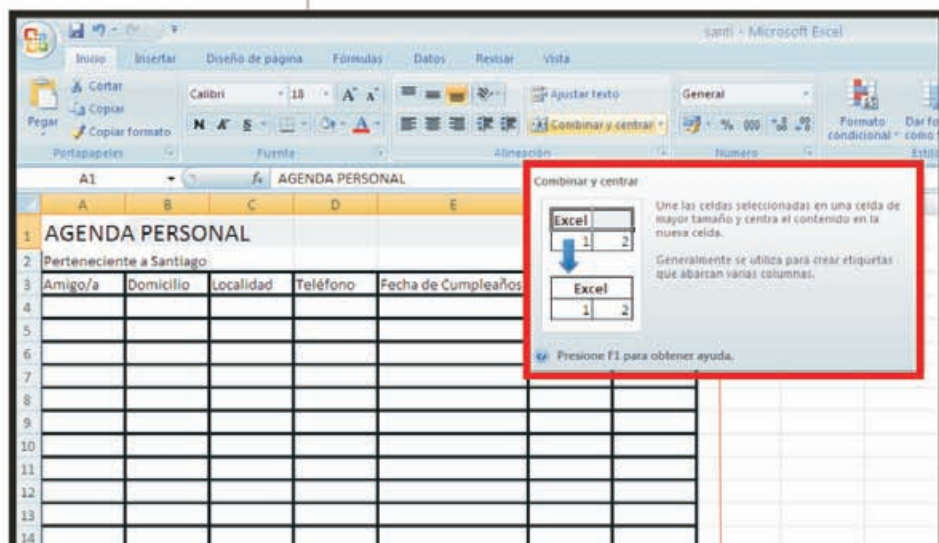 santi - Microsoft Excel
Inicio Insertar Diseño de página Fórmulas Datos Revisar Vista
Pegar
Cortar
Copiar
Copiar formato
Portapapeles
Calibri 18 A A
N K S A
Fuente
Ajustar texto
Combinar y centrar
Alineación
General
% 000
Número
Formato
condicional
Dar fo
como
Estilo
A1 fx AGENDA PERSONAL
A B C D E
1 AGENDA PERSONAL
2 Perteneciente a Santiago
3 Amigo/a Domicilio Localidad Teléfono Fecha de Cumpleaños
4
5
6
7
8
9
10
11
12
13
14
Combinar y centrar
Excel
1 2
Excel
1 2
Une las celdas seleccionadas en una celda de
mayor tamaño y centra el contenido en la
nueva celda.
Generalmente se utiliza para crear etiquetas
que abarcan varias columnas.
Presione F1 para obtener ayuda.